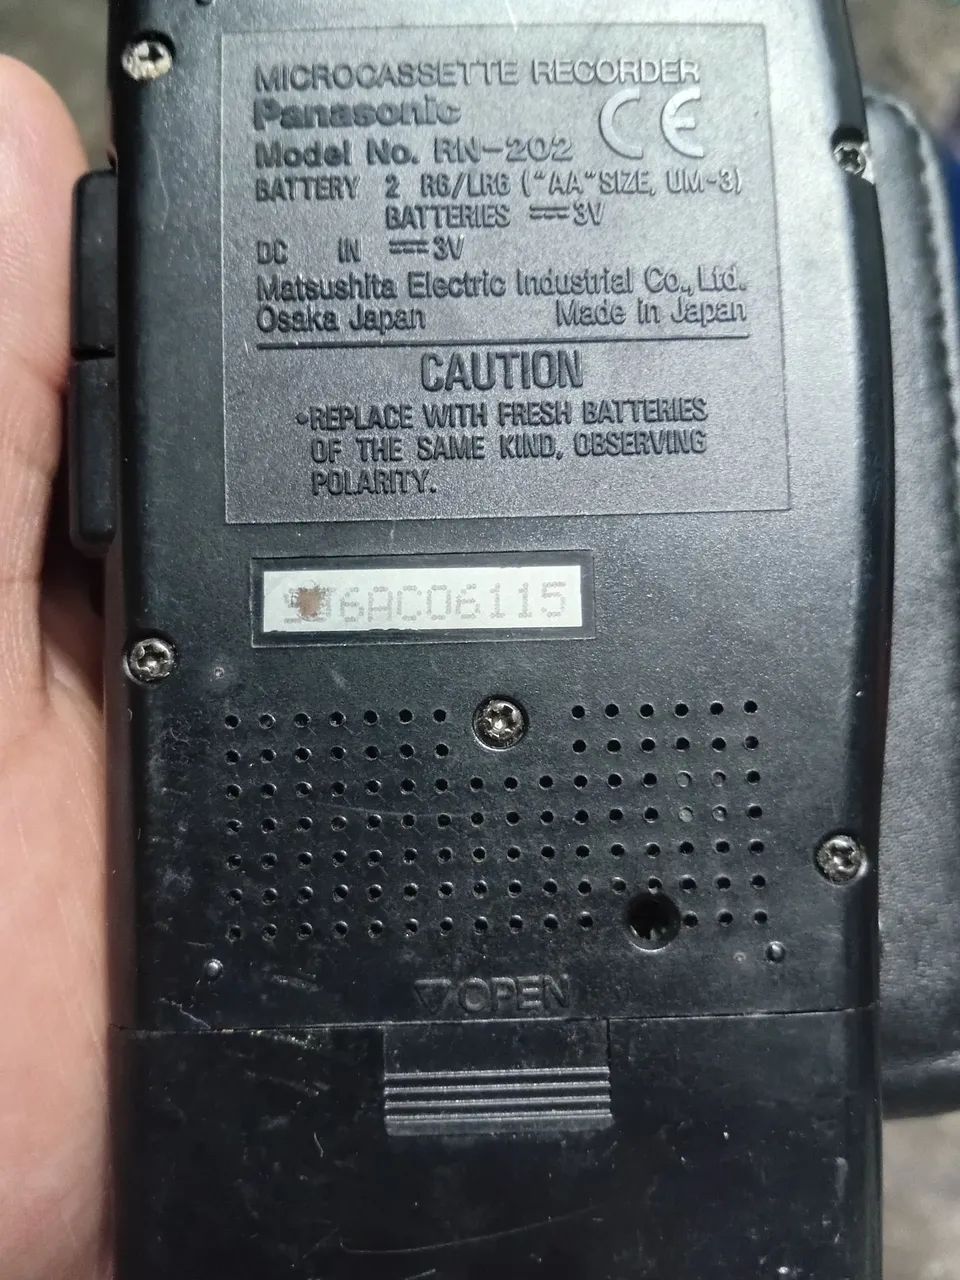 MICROCASSETTE RECORDER
Panasonic CE
Model No. RN-202
BATTERY 2 R6/LR6 ("AA" SIZE, UM-3)
BATTERIES ⎓ 3V
DC IN ⎓ 3V
Matsushita Electric Industrial Co., Ltd.
Osaka Japan Made in Japan
CAUTION
•REPLACE WITH FRESH BATTERIES
OF THE SAME KIND, OBSERVING
POLARITY.
▽OPEN